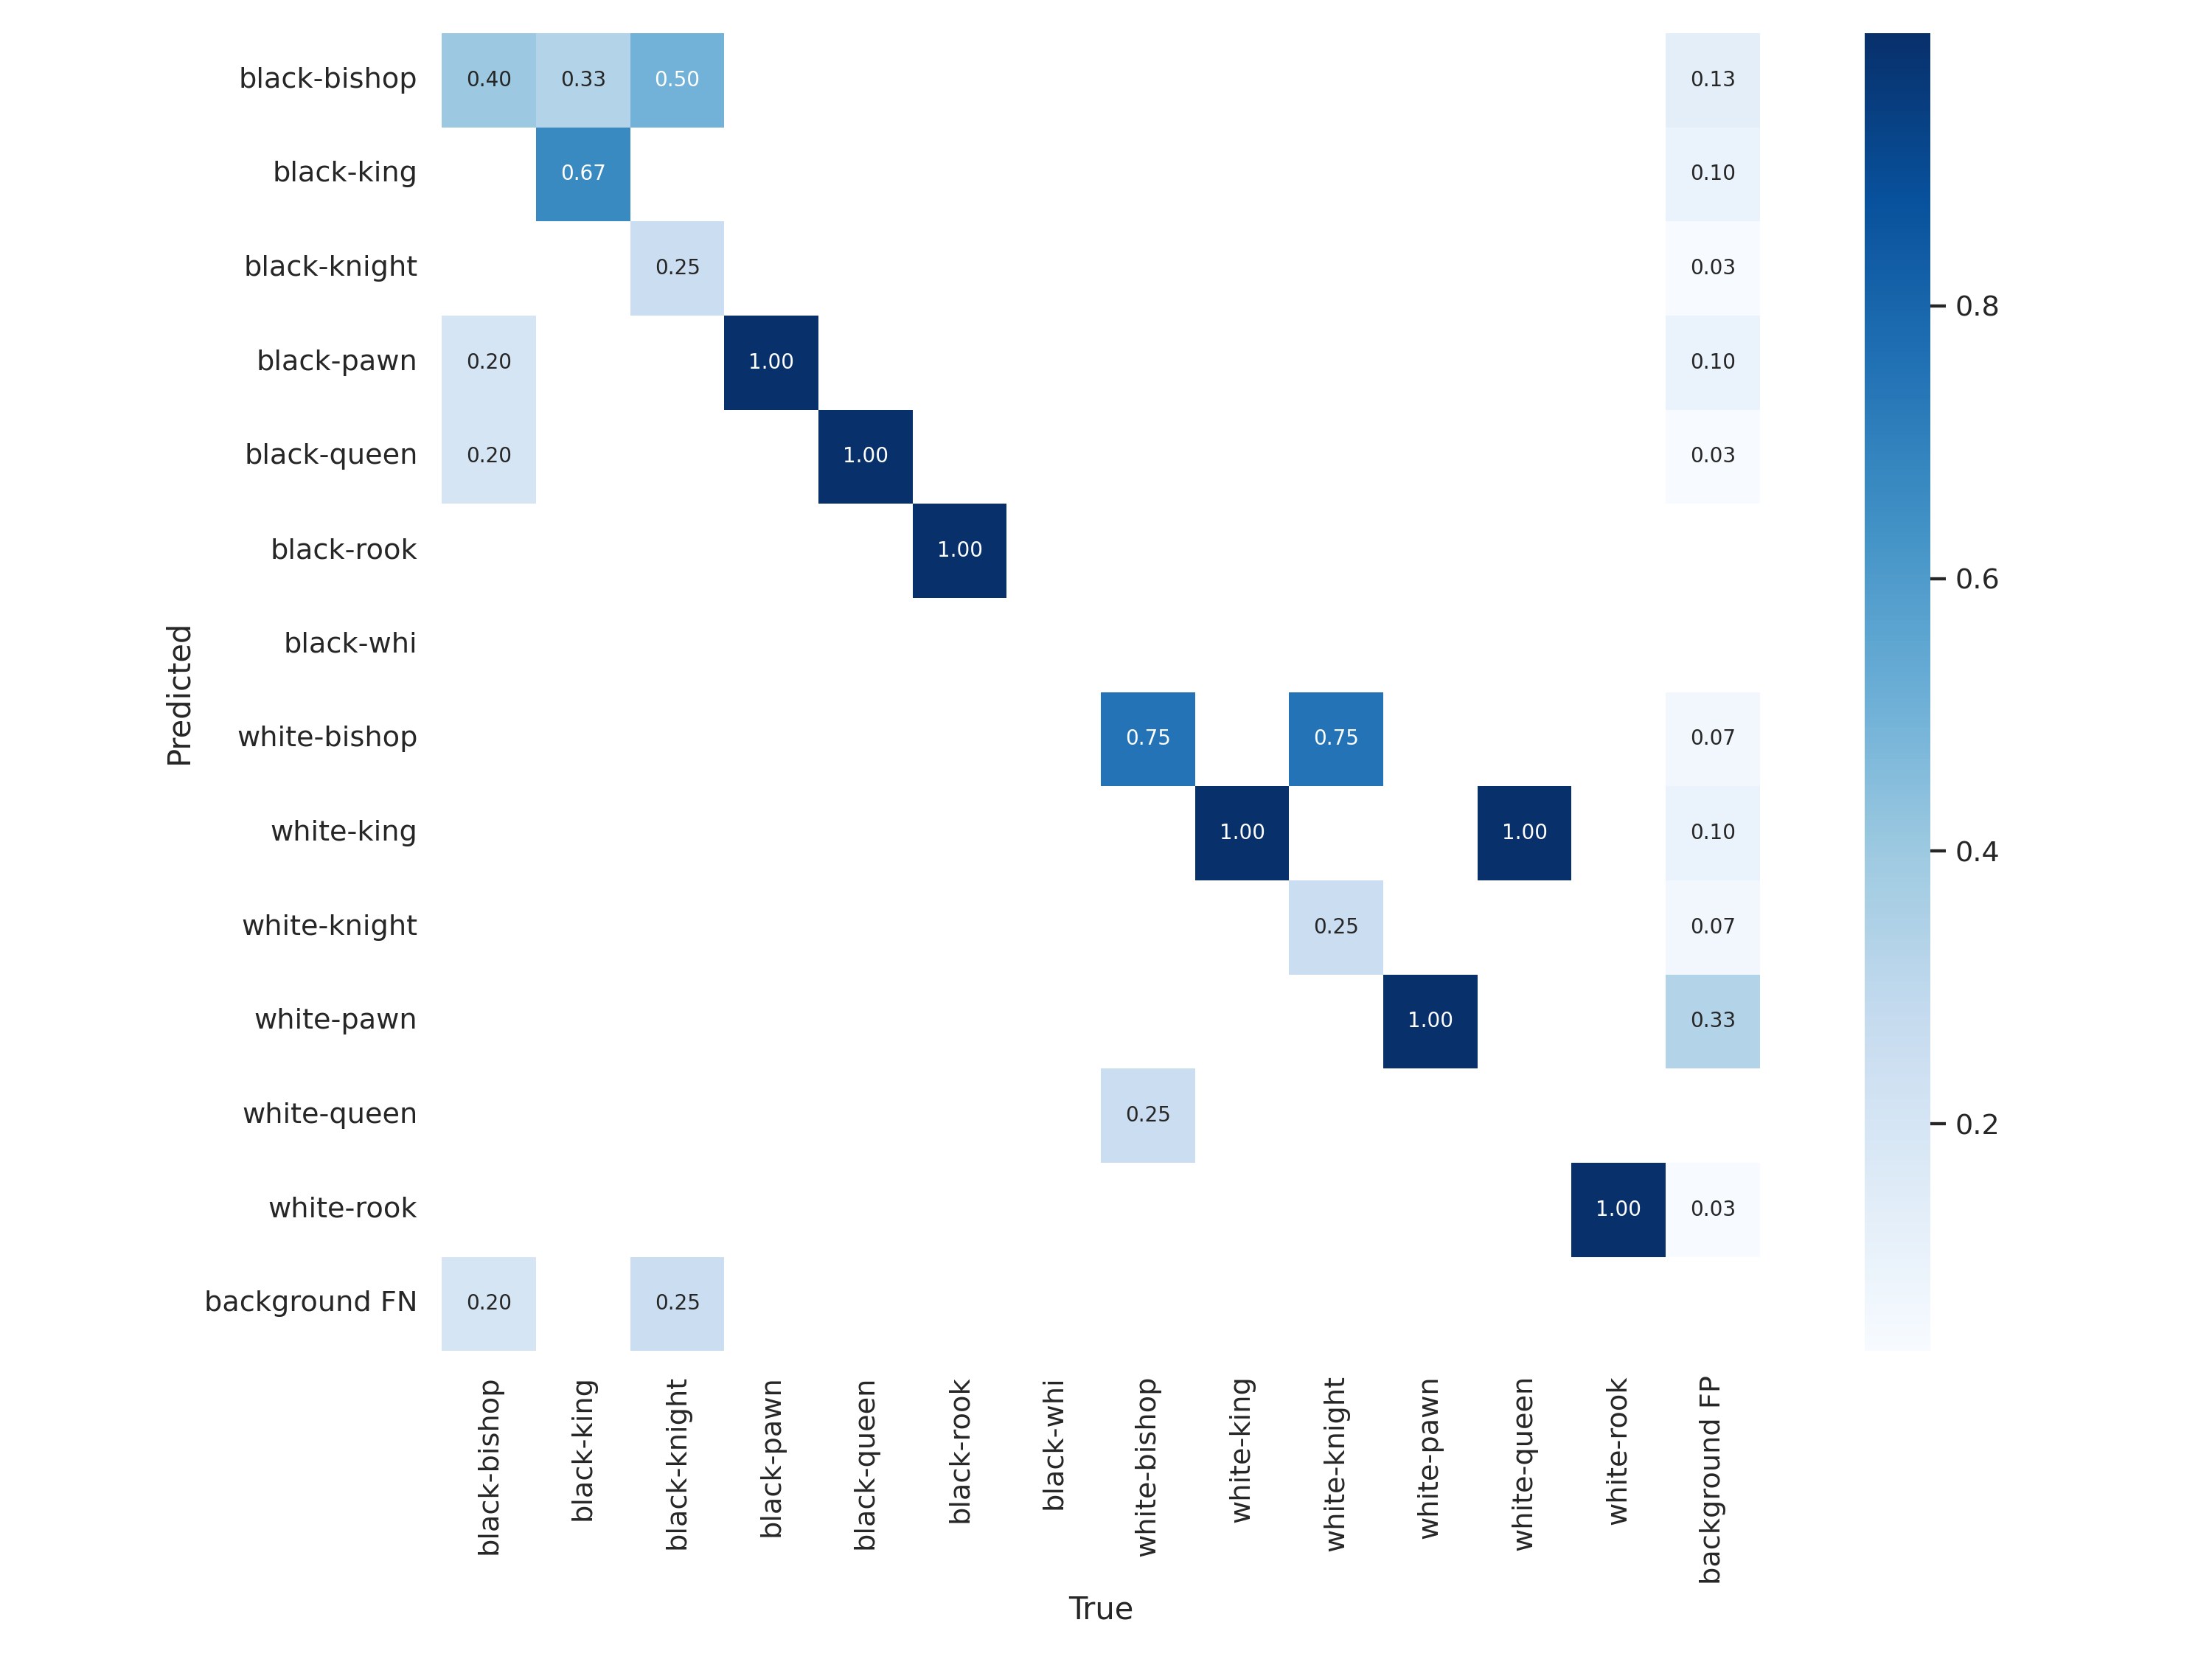 black-bishop 0.40 0.33 0.50 0.13
black-king 0.67 0.10
black-knight 0.25 0.03
black-pawn 0.20 1.00 0.10
black-queen 0.20 1.00 0.03
black-rook 1.00
black-whi
white-bishop 0.75 0.75 0.07
white-king 1.00 1.00 0.10
white-knight 0.25 0.07
white-pawn 1.00 0.33
white-queen 0.25
white-rook 1.00 0.03
background FN 0.20 0.25
Predicted
black-bishop
black-king
black-knight
black-pawn
black-queen
black-rook
black-whi
white-bishop
white-king
white-knight
white-pawn
white-queen
white-rook
background FP
True
0.8
0.6
0.4
0.2